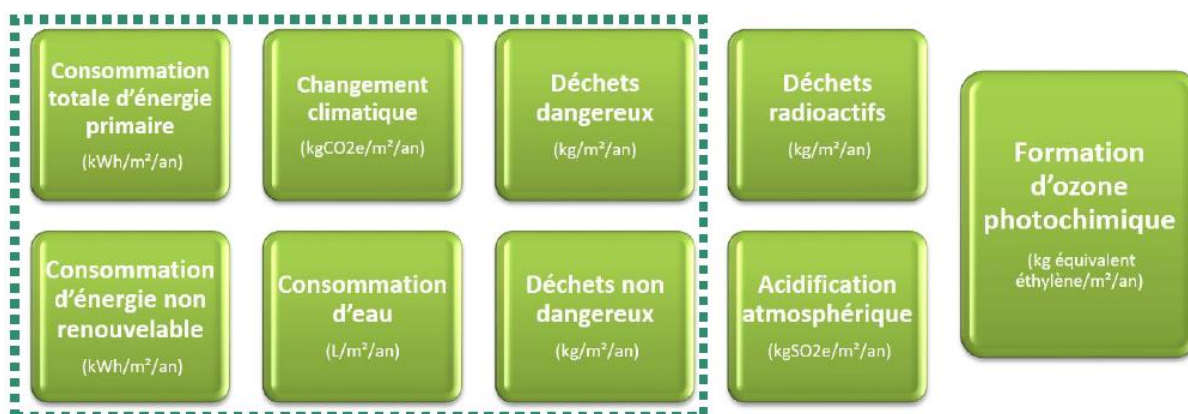 Consommation
totale d'énergie
primaire
(kWh/m²/an)
Changement
climatique
(kgCO2e/m²/an)
Déchets
dangereux
(kg/m²/an)
Déchets
radioactifs
(kg/m²/an)
Formation
d'ozone
photochimique
(kg équivalent
éthylène/m²/an)
Consommation
d'énergie non
renouvelable
(kWh/m²/an)
Consommation
d'eau
(L/m²/an)
Déchets non
dangereux
(kg/m²/an)
Acidification
atmosphérique
(kgSO2e/m²/an)